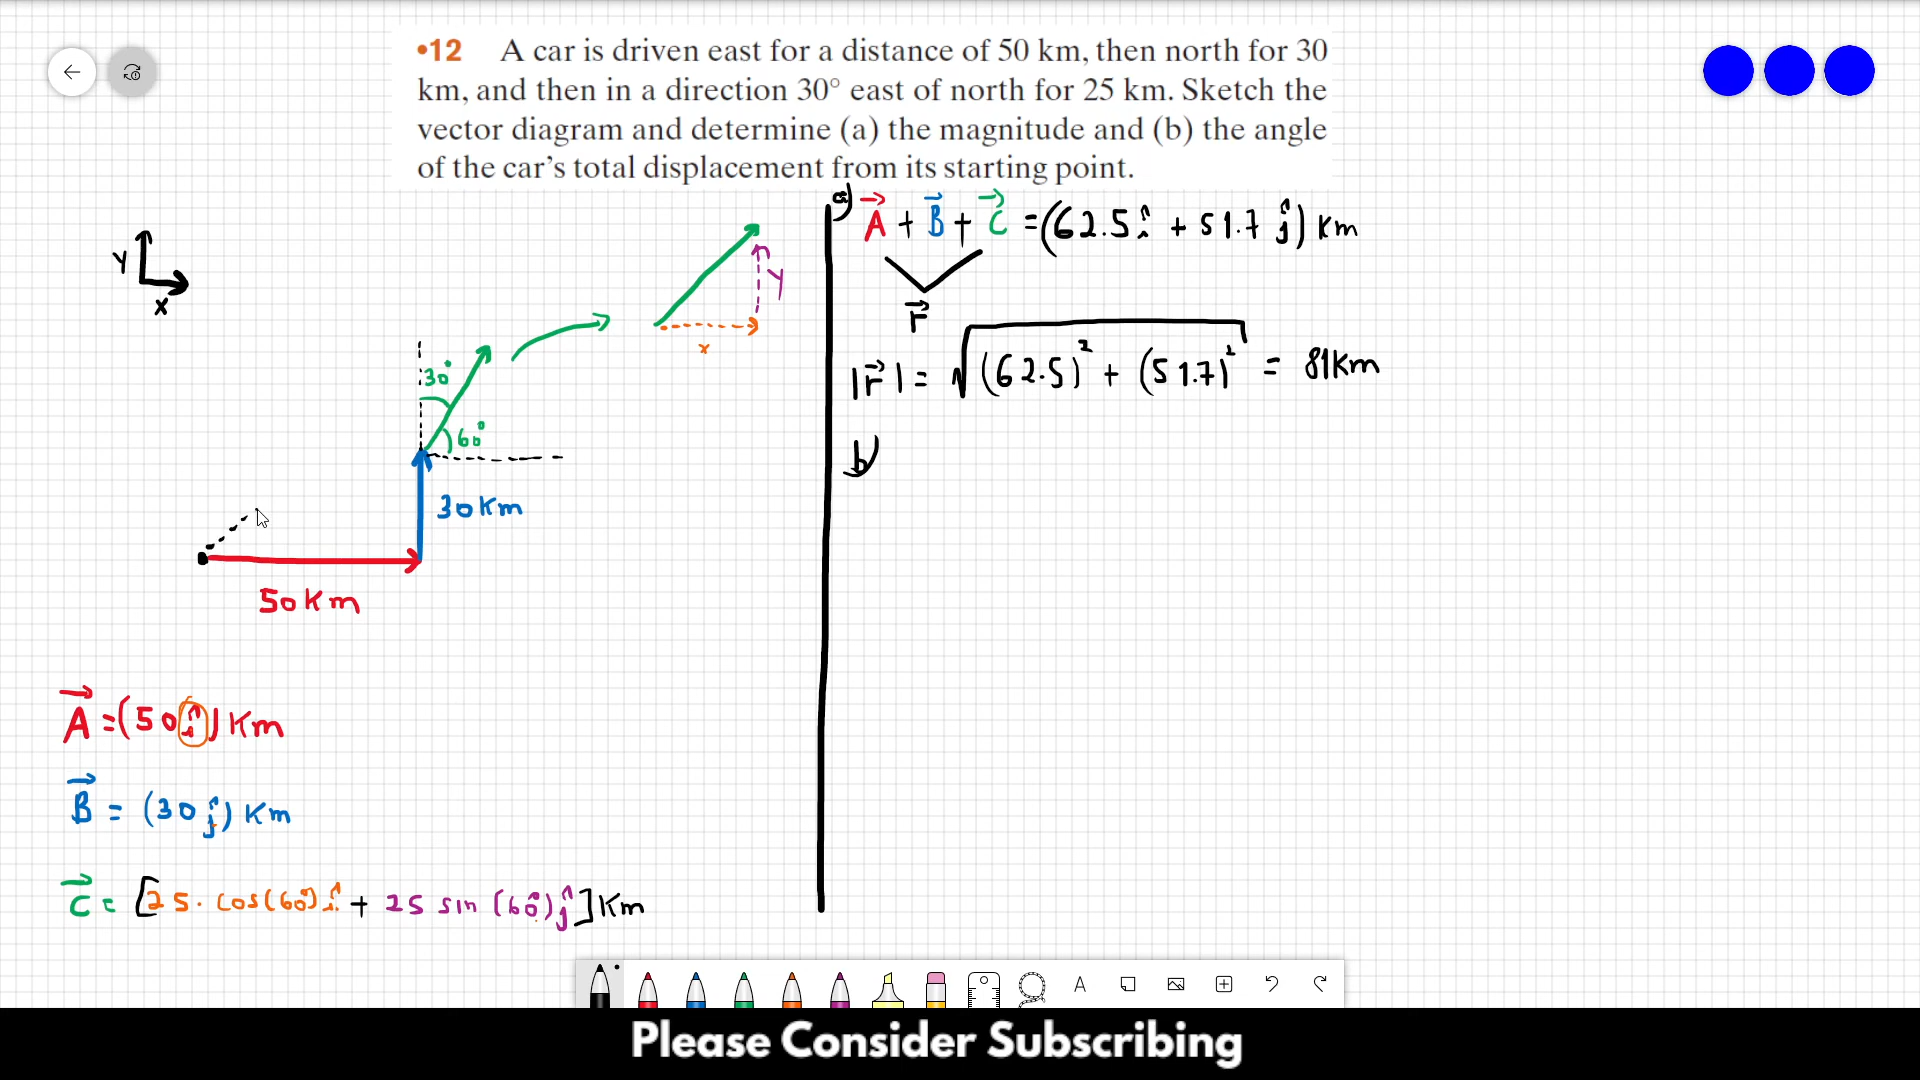 •12 A car is driven east for a distance of 50 km, then north for 30
km, and then in a direction 30° east of north for 25 km. Sketch the
vector diagram and determine (a) the magnitude and (b) the angle
of the car's total displacement from its starting point.
a) A⃗ + B⃗ + C⃗ = (62.5 î + 51.7 ĵ) Km
r⃗
|r⃗| = √(62.5)² + (51.7)² = 81Km
b)
Y
X
Y
x
30°
60°
30Km
50Km
A⃗ = (50 î) Km
B⃗ = (30 ĵ) Km
C⃗ = [25 · cos(60°) î + 25 sin (60°) ĵ] Km
A
Please Consider Subscribing